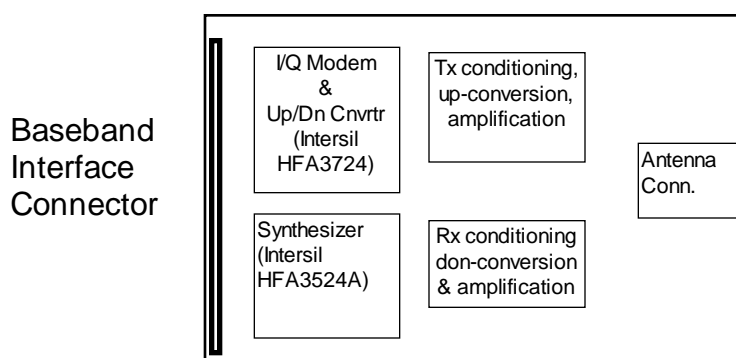 Baseband
Interface
Connector
I/Q Modem
&
Up/Dn Cnvrtr
(Intersil
HFA3724)
Tx conditioning,
up-conversion,
amplification
Antenna
Conn.
Synthesizer
(Intersil
HFA3524A)
Rx conditioning
don-conversion
& amplification